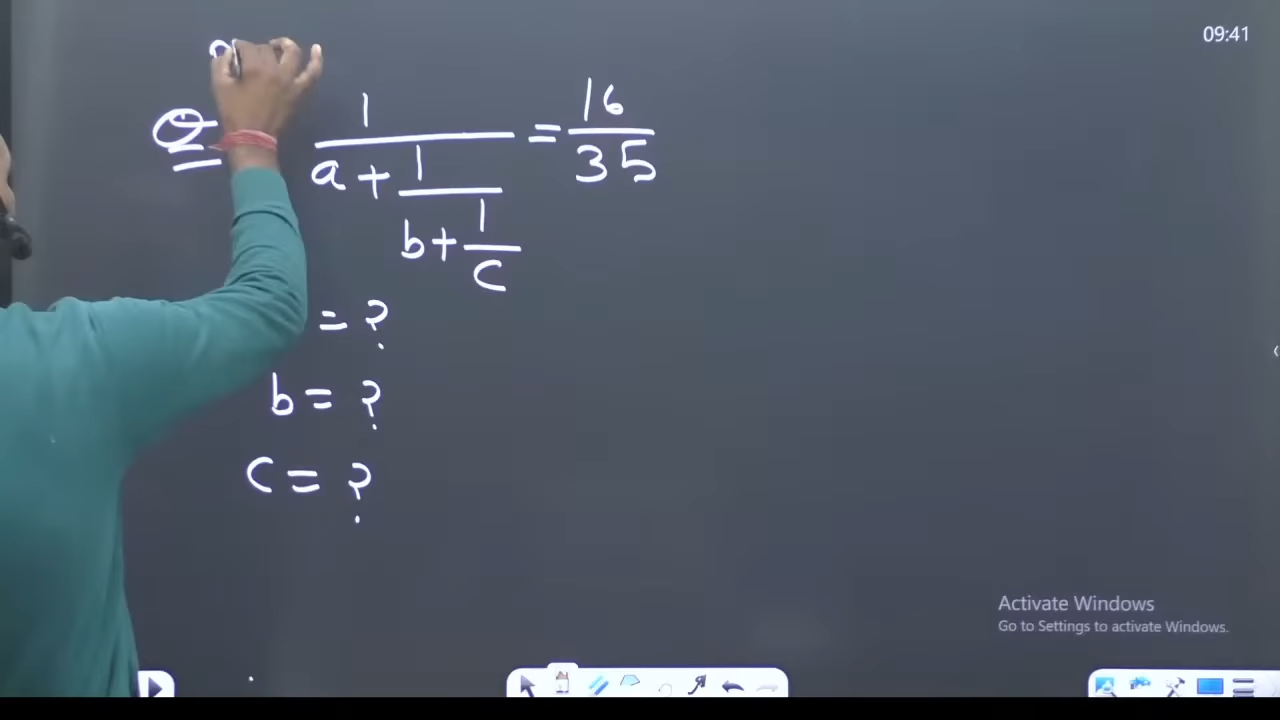 09:41
Q 1/(a + 1/(b + 1/c)) = 16/35
= ?
b = ?
c = ?
Activate Windows
Go to Settings to activate Windows.